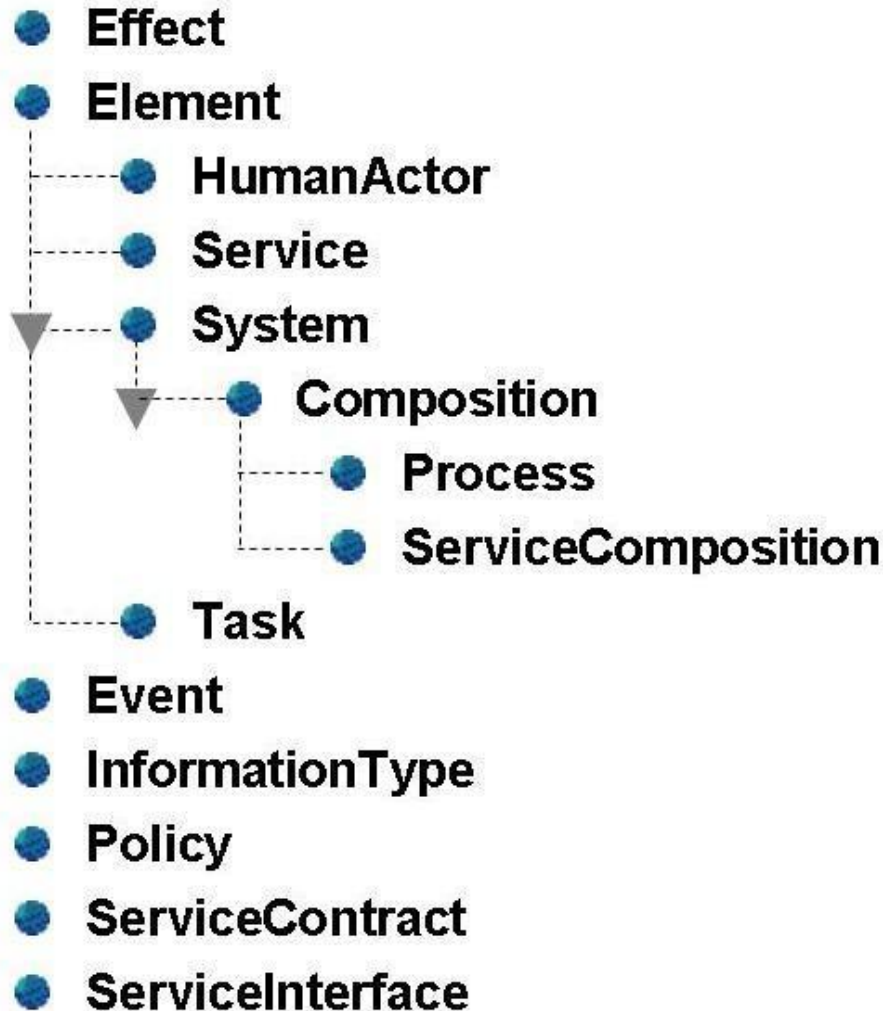 Effect
Element
HumanActor
Service
System
Composition
Process
ServiceComposition
Task
Event
InformationType
Policy
ServiceContract
ServiceInterface